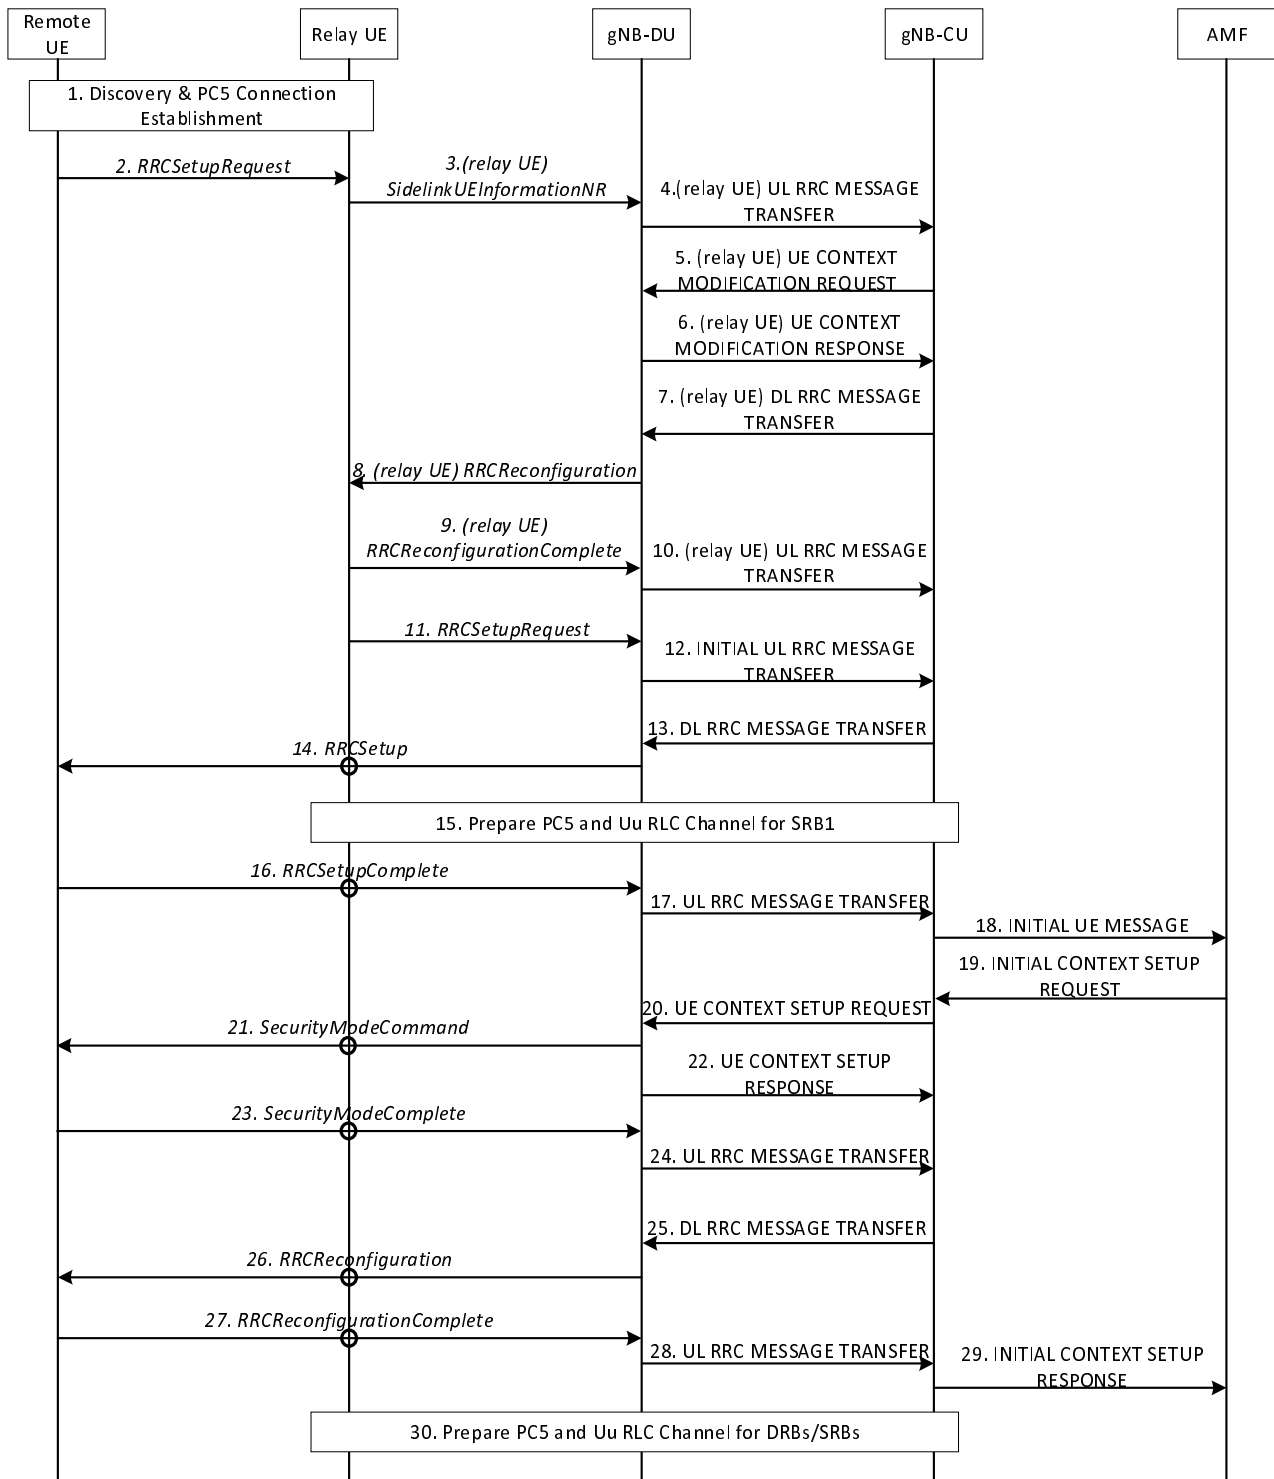 Remote
UE
Relay UE
gNB-DU
gNB-CU
AMF
1. Discovery & PC5 Connection
Establishment
2. RRCSetupRequest
3.(relay UE)
SidelinkUEInformationNR
4.(relay UE) UL RRC MESSAGE
TRANSFER
5. (relay UE) UE CONTEXT
MODIFICATION REQUEST
6. (relay UE) UE CONTEXT
MODIFICATION RESPONSE
7. (relay UE) DL RRC MESSAGE
TRANSFER
8. (relay UE) RRCReconfiguration
9. (relay UE)
RRCReconfigurationComplete
10. (relay UE) UL RRC MESSAGE
TRANSFER
11. RRCSetupRequest
12. INITIAL UL RRC MESSAGE
TRANSFER
13. DL RRC MESSAGE TRANSFER
14. RRCSetup
15. Prepare PC5 and Uu RLC Channel for SRB1
16. RRCSetupComplete
17. UL RRC MESSAGE TRANSFER
18. INITIAL UE MESSAGE
19. INITIAL CONTEXT SETUP
REQUEST
20. UE CONTEXT SETUP REQUEST
21. SecurityModeCommand
22. UE CONTEXT SETUP
RESPONSE
23. SecurityModeComplete
24. UL RRC MESSAGE TRANSFER
25. DL RRC MESSAGE TRANSFER
26. RRCReconfiguration
27. RRCReconfigurationComplete
28. UL RRC MESSAGE TRANSFER
29. INITIAL CONTEXT SETUP
RESPONSE
30. Prepare PC5 and Uu RLC Channel for DRBs/SRBs